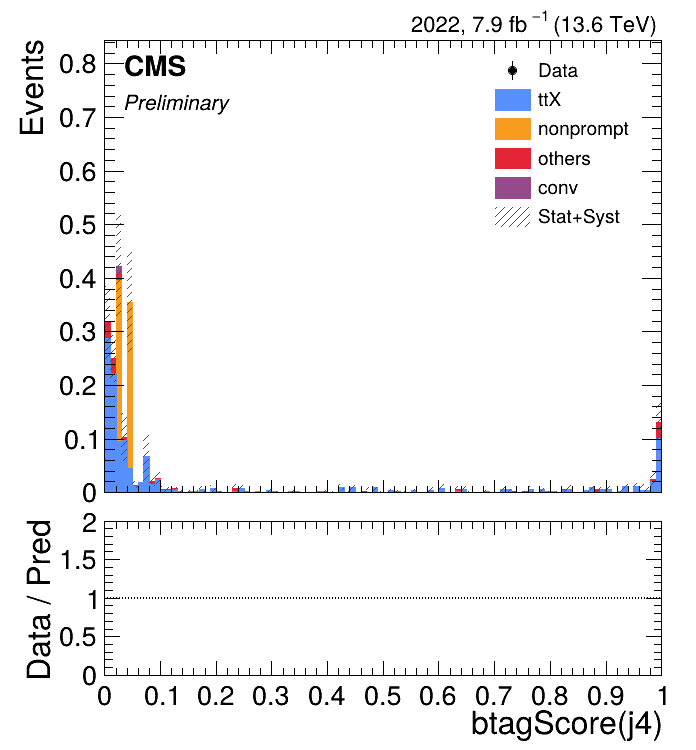 2022, 7.9 fb⁻¹ (13.6 TeV)
CMS
Preliminary
Events
Data
ttX
nonprompt
others
conv
Stat+Syst
0.8
0.7
0.6
0.5
0.4
0.3
0.2
0.1
0
Data / Pred
2
1.5
1
0.5
0
0 0.1 0.2 0.3 0.4 0.5 0.6 0.7 0.8 0.9 1
btagScore(j4)